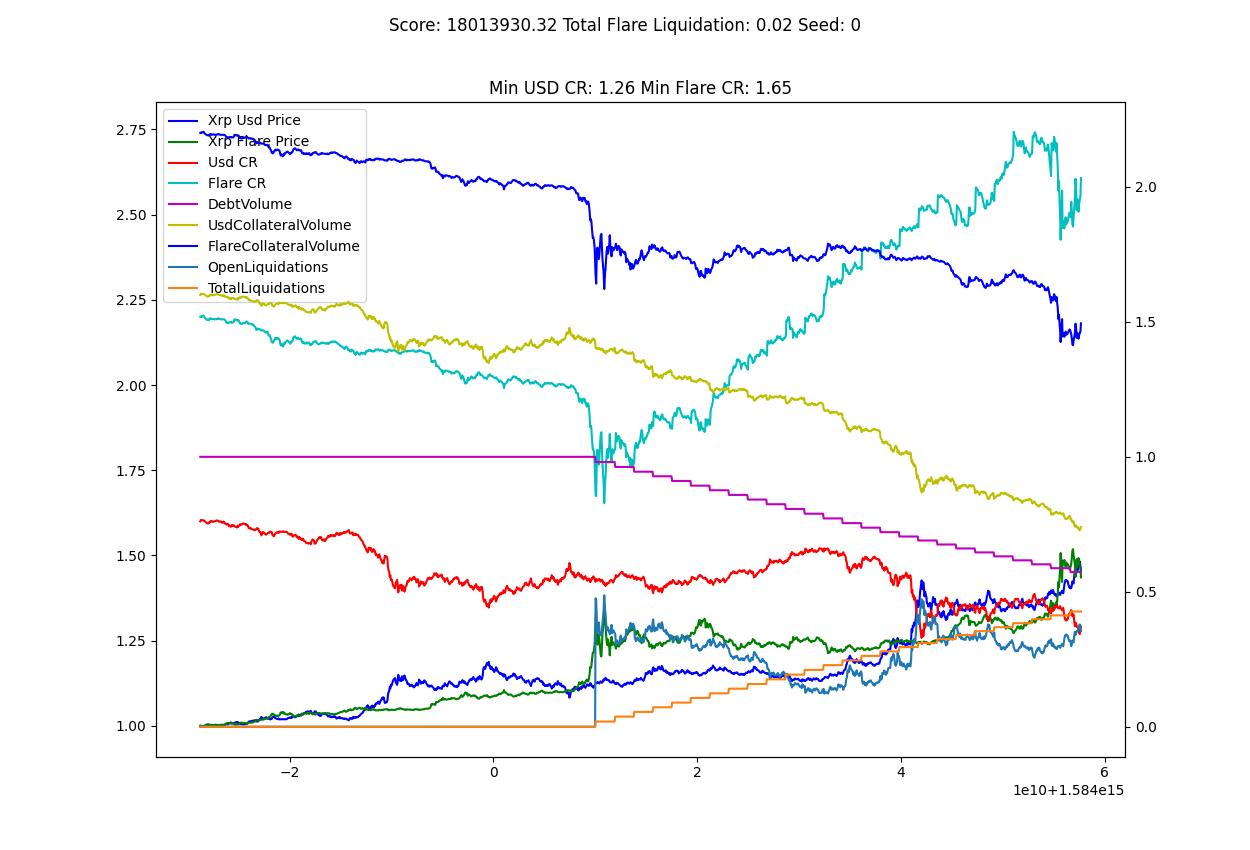 Score: 18013930.32 Total Flare Liquidation: 0.02 Seed: 0
Min USD CR: 1.26 Min Flare CR: 1.65
Xrp Usd Price
Xrp Flare Price
Usd CR
Flare CR
DebtVolume
UsdCollateralVolume
FlareCollateralVolume
OpenLiquidations
TotalLiquidations
2.75
2.50
2.25
2.00
1.75
1.50
1.25
1.00
2.0
1.5
1.0
0.5
0.0
−2
0
2
4
6
1e10+1.584e15